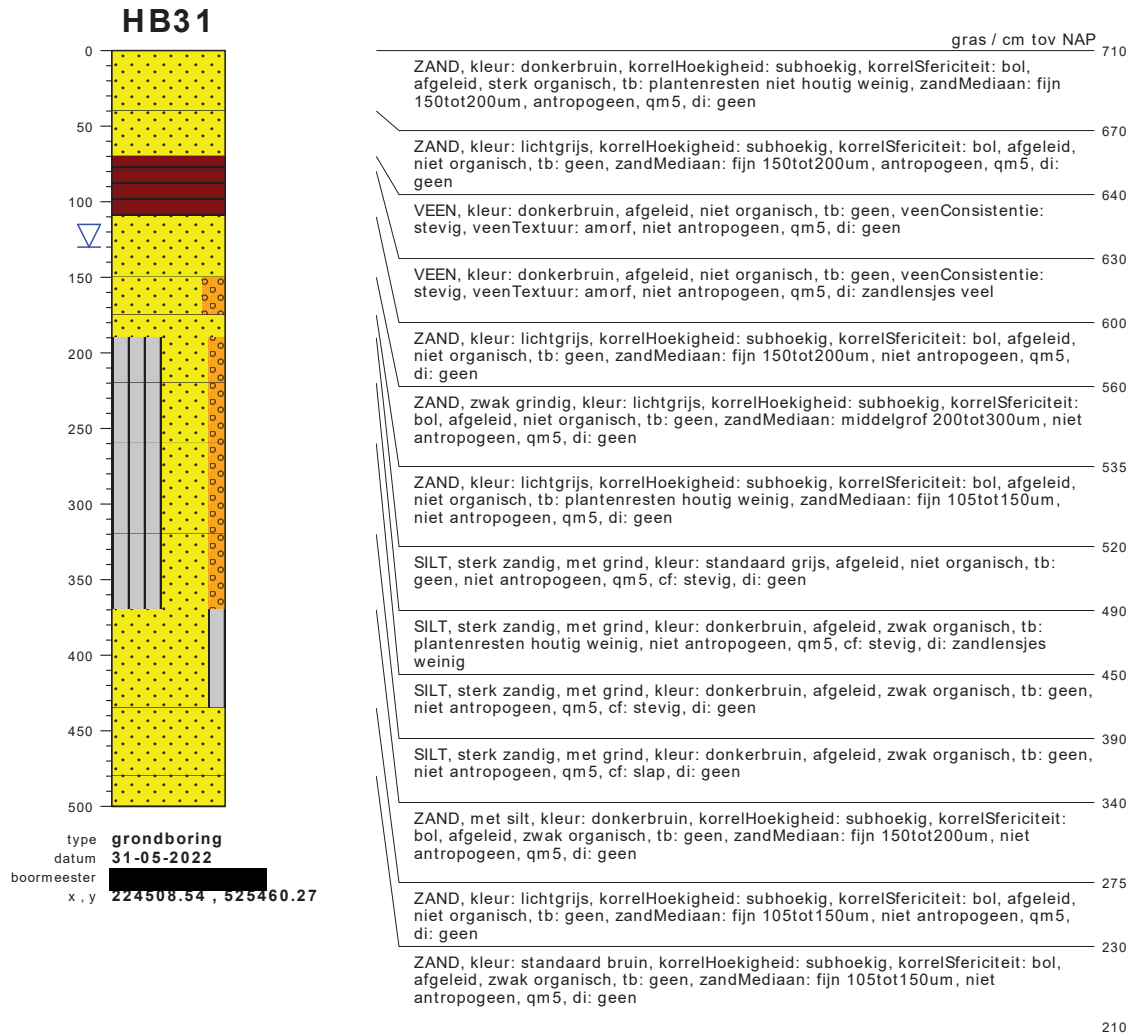 HB31
0
50
100
150
200
250
300
350
400
450
500
type grondboring
datum 31-05-2022
boormeester
x , y 224508.54 , 525460.27
gras / cm tov NAP 710
ZAND, kleur: donkerbruin, korrelHoekigheid: subhoekig, korrelSfericiteit: bol,
afgeleid, sterk organisch, tb: plantenresten niet houtig weinig, zandMediaan: fijn
150tot200um, antropogeen, qm5, di: geen
670
ZAND, kleur: lichtgrijs, korrelHoekigheid: subhoekig, korrelSfericiteit: bol, afgeleid,
niet organisch, tb: geen, zandMediaan: fijn 150tot200um, antropogeen, qm5, di:
geen
640
VEEN, kleur: donkerbruin, afgeleid, niet organisch, tb: geen, veenConsistentie:
stevig, veenTextuur: amorf, niet antropogeen, qm5, di: geen
630
VEEN, kleur: donkerbruin, afgeleid, niet organisch, tb: geen, veenConsistentie:
stevig, veenTextuur: amorf, niet antropogeen, qm5, di: zandlensjes veel
600
ZAND, kleur: lichtgrijs, korrelHoekigheid: subhoekig, korrelSfericiteit: bol, afgeleid,
niet organisch, tb: geen, zandMediaan: fijn 150tot200um, niet antropogeen, qm5,
di: geen
560
ZAND, zwak grindig, kleur: lichtgrijs, korrelHoekigheid: subhoekig, korrelSfericiteit:
bol, afgeleid, niet organisch, tb: geen, zandMediaan: middelgrof 200tot300um, niet
antropogeen, qm5, di: geen
535
ZAND, kleur: lichtgrijs, korrelHoekigheid: subhoekig, korrelSfericiteit: bol, afgeleid,
niet organisch, tb: plantenresten houtig weinig, zandMediaan: fijn 105tot150um,
niet antropogeen, qm5, di: geen
520
SILT, sterk zandig, met grind, kleur: standaard grijs, afgeleid, niet organisch, tb:
geen, niet antropogeen, qm5, cf: stevig, di: geen
490
SILT, sterk zandig, met grind, kleur: donkerbruin, afgeleid, zwak organisch, tb:
plantenresten houtig weinig, niet antropogeen, qm5, cf: stevig, di: zandlensjes
weinig
450
SILT, sterk zandig, met grind, kleur: donkerbruin, afgeleid, zwak organisch, tb: geen,
niet antropogeen, qm5, cf: stevig, di: geen
390
SILT, sterk zandig, met grind, kleur: donkerbruin, afgeleid, zwak organisch, tb: geen,
niet antropogeen, qm5, cf: slap, di: geen
340
ZAND, met silt, kleur: donkerbruin, korrelHoekigheid: subhoekig, korrelSfericiteit:
bol, afgeleid, zwak organisch, tb: geen, zandMediaan: fijn 150tot200um, niet
antropogeen, qm5, di: geen
275
ZAND, kleur: lichtgrijs, korrelHoekigheid: subhoekig, korrelSfericiteit: bol, afgeleid,
niet organisch, tb: geen, zandMediaan: fijn 105tot150um, niet antropogeen, qm5,
di: geen
230
ZAND, kleur: standaard bruin, korrelHoekigheid: subhoekig, korrelSfericiteit: bol,
afgeleid, zwak organisch, tb: geen, zandMediaan: fijn 105tot150um, niet
antropogeen, qm5, di: geen
210